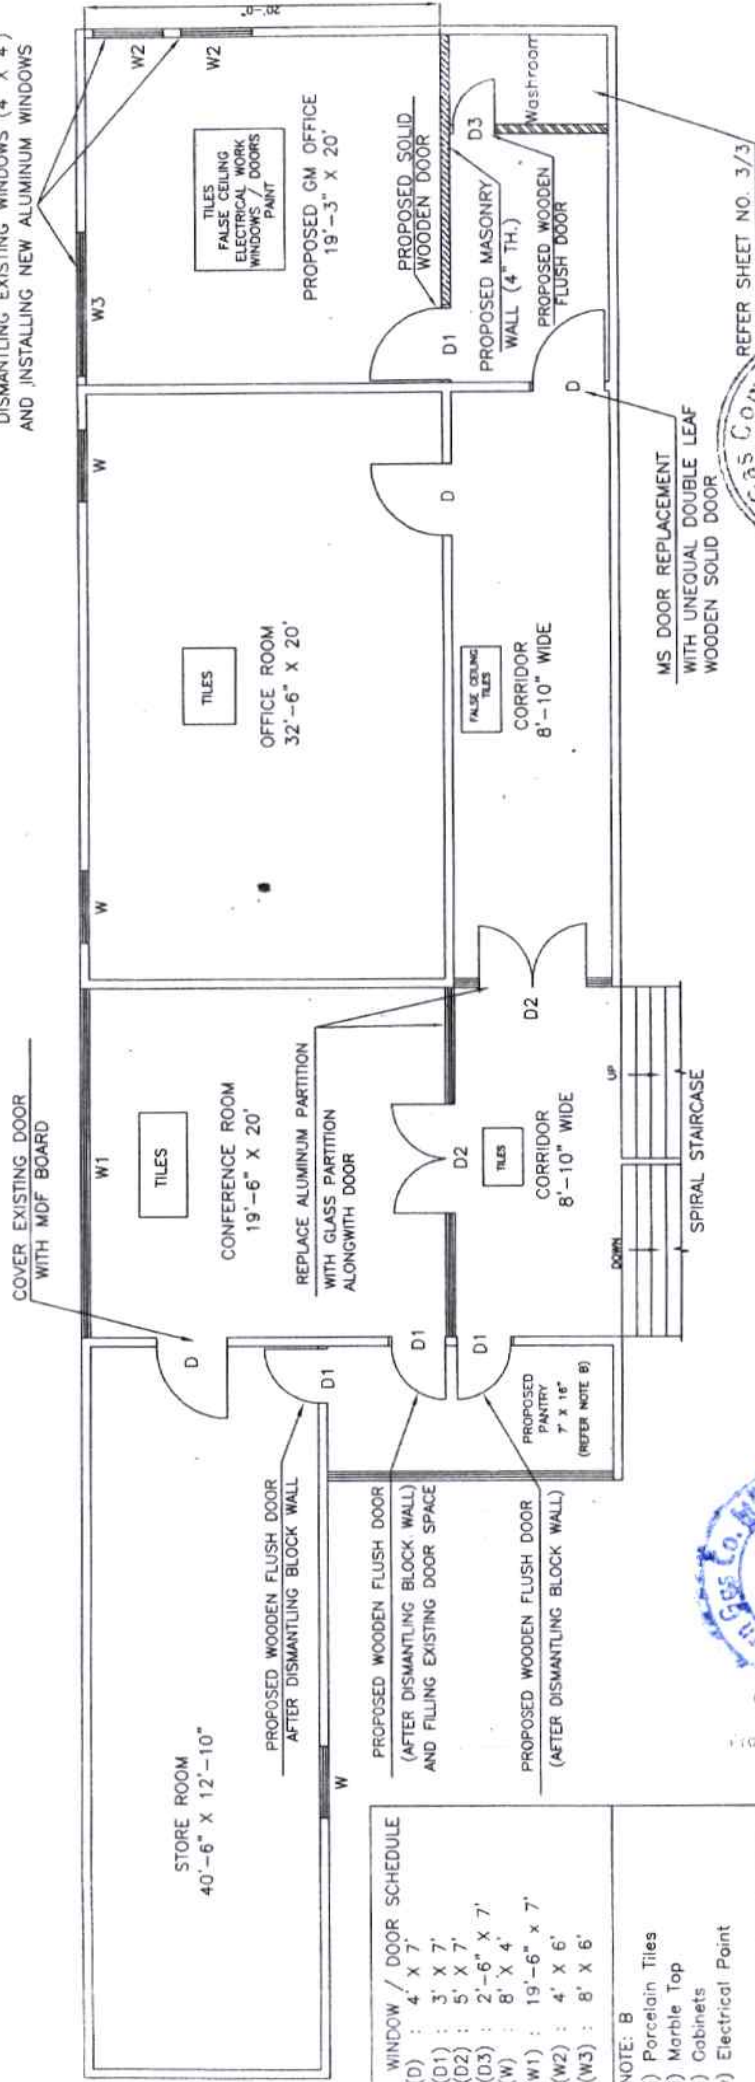 DISMANTLING EXISTING WINDOWS (4' X 4')
AND INSTALLING NEW ALUMINUM WINDOWS
COVER EXISTING DOOR
WITH MDF BOARD
W1
W
W
W3
W2
W2
20'-0"
STORE ROOM
40'-6" X 12'-10"
D
TILES
CONFERENCE ROOM
19'-6" X 20'
TILES
OFFICE ROOM
32'-6" X 20'
TILES
FALSE CEILING
ELECTRICAL WORK
WINDOWS / DOORS
PAINT
PROPOSED GM OFFICE
19'-3" X 20'
REPLACE ALUMINUM PARTITION
WITH GLASS PARTITION
ALONGWITH DOOR
PROPOSED SOLID
WOODEN DOOR
D1
PROPOSED WOODEN FLUSH DOOR
AFTER DISMANTLING BLOCK WALL
D1
D2
D
D1
PROPOSED MASONRY
WALL (4" TH.)
D3
Washroom
PROPOSED WOODEN
FLUSH DOOR
W
PROPOSED WOODEN FLUSH DOOR
(AFTER DISMANTLING BLOCK WALL)
AND FILLING EXISTING DOOR SPACE
D1
TILES
CORRIDOR
8'-10" WIDE
D2
FALSE CEILING
TILES
CORRIDOR
8'-10" WIDE
D
PROPOSED
PANTRY
7' X 16"
(REFER NOTE B)
PROPOSED WOODEN FLUSH DOOR
(AFTER DISMANTLING BLOCK WALL)
DOWN
UP
SPIRAL STAIRCASE
MS DOOR REPLACEMENT
WITH UNEQUAL DOUBLE LEAF
WOODEN SOLID DOOR
REFER SHEET NO. 3/3
WINDOW / DOOR SCHEDULE
(D) : 4' X 7'
(D1) : 3' X 7'
(D2) : 5' X 7'
(D3) : 2'-6" X 7'
(W) : 8' X 4'
(W1) : 19'-6" x 7'
(W2) : 4' X 6'
(W3) : 8' X 6'
NOTE: B
) Porcelain Tiles
) Marble Top
) Cabinets
) Electrical Point
Gas Co.
Gas Co.